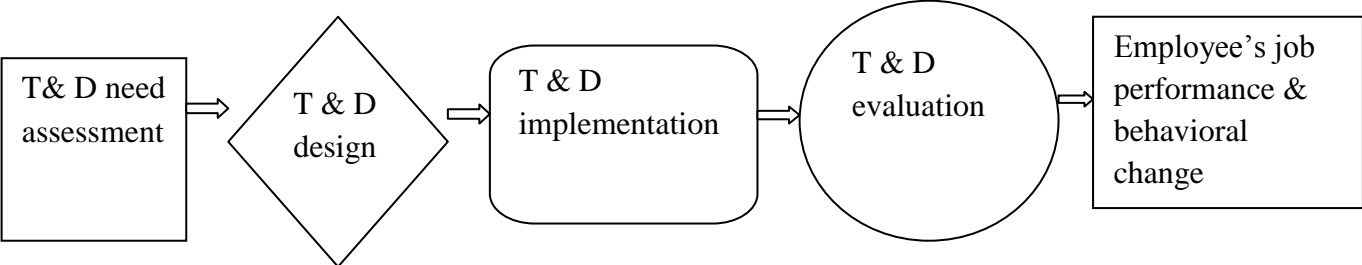 T& D need
assessment
T & D
design
T & D
implementation
T & D
evaluation
Employee’s job
performance &
behavioral
change